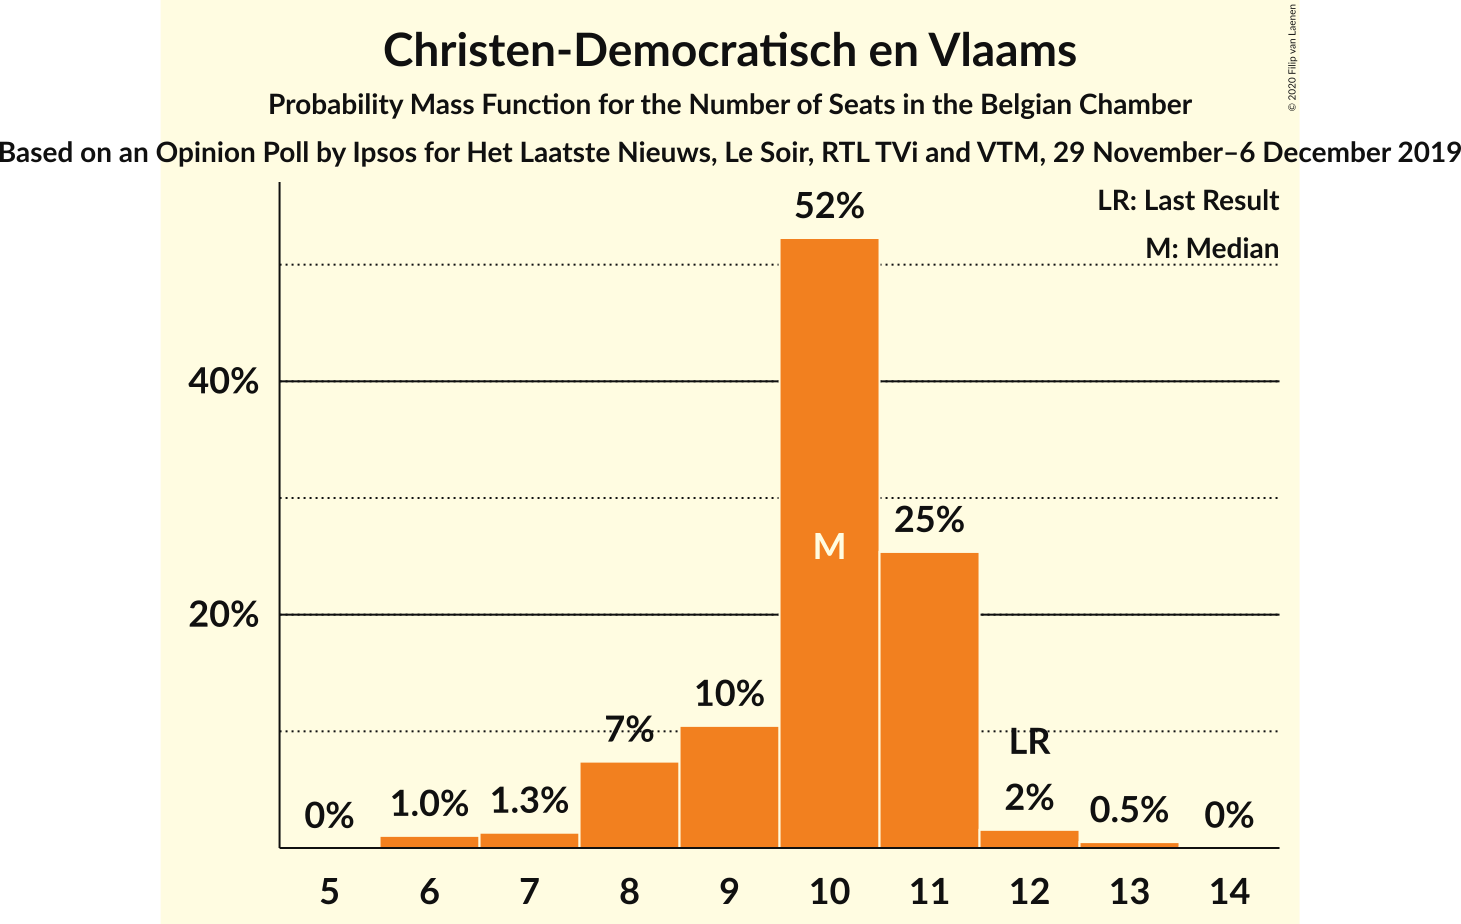 Christen-Democratisch en Vlaams
Probability Mass Function for the Number of Seats in the Belgian Chamber
Based on an Opinion Poll by Ipsos for Het Laatste Nieuws, Le Soir, RTL TVi and VTM, 29 November–6 December 2019
© 2020 Filip van Laenen
LR: Last Result
M: Median
52%
40%
25%
M
20%
10%
7%
LR
0%
1.0%
1.3%
2%
0.5%
0%
5 6 7 8 9 10 11 12 13 14